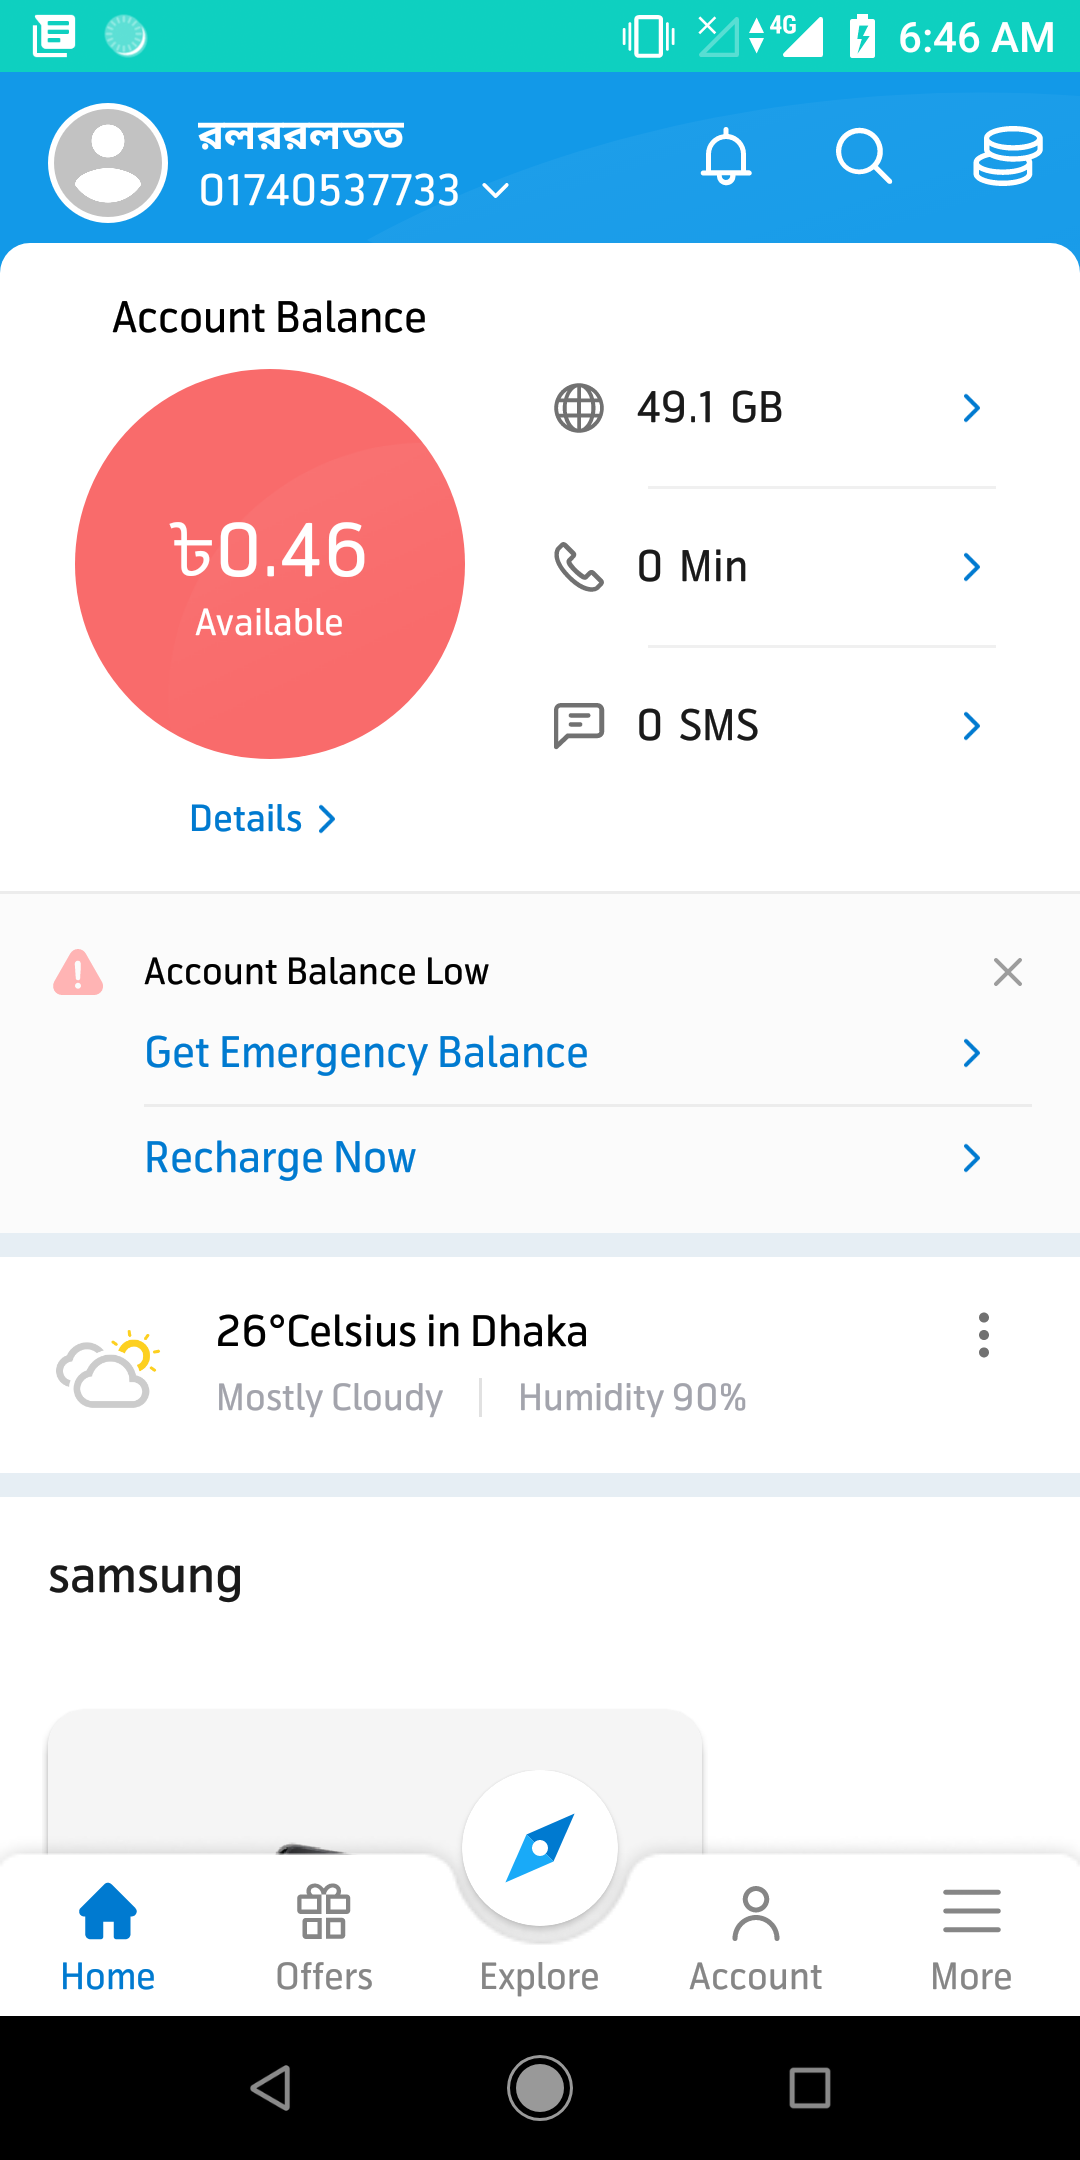 4G 6:46 AM
রলররলতত
01740537733
Account Balance
৳0.46
Available
Details
49.1 GB
0 Min
0 SMS
Account Balance Low
Get Emergency Balance
Recharge Now
26°Celsius in Dhaka
Mostly Cloudy Humidity 90%
samsung
Home Offers Explore Account More